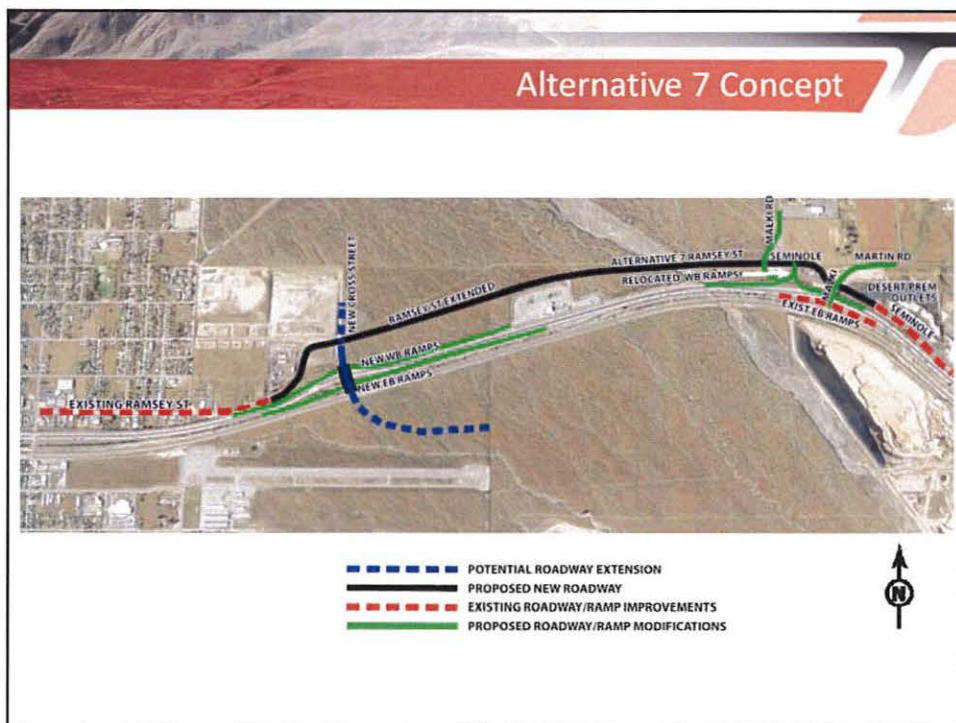 Alternative 7 Concept
NEW CROSS STREET
MALKI RD
ALTERNATIVE 7 RAMSEY ST
SEMINOLE
MARTIN RD
RELOCATED WB RAMPS
RAMSEY ST EXTENDED
DESERT PREM
OUTLETS
EXIST EB RAMPS
SEMINOLE
NEW WB RAMPS
NEW EB RAMPS
EXISTING RAMSEY ST
POTENTIAL ROADWAY EXTENSION
PROPOSED NEW ROADWAY
EXISTING ROADWAY/RAMP IMPROVEMENTS
PROPOSED ROADWAY/RAMP MODIFICATIONS
N